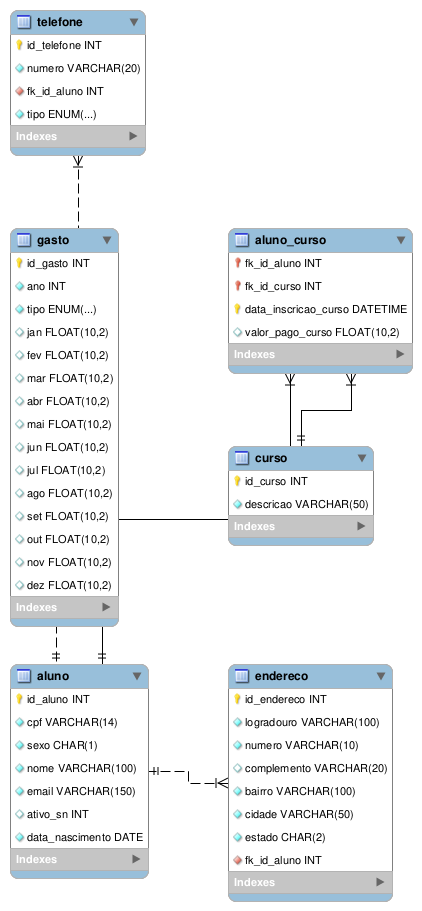 telefone
id_telefone INT
numero VARCHAR(20)
fk_id_aluno INT
tipo ENUM(...)
Indexes
gasto
id_gasto INT
ano INT
tipo ENUM(...)
jan FLOAT(10,2)
fev FLOAT(10,2)
mar FLOAT(10,2)
abr FLOAT(10,2)
mai FLOAT(10,2)
jun FLOAT(10,2)
jul FLOAT(10,2)
ago FLOAT(10,2)
set FLOAT(10,2)
out FLOAT(10,2)
nov FLOAT(10,2)
dez FLOAT(10,2)
Indexes
aluno_curso
fk_id_aluno INT
fk_id_curso INT
data_inscricao_curso DATETIME
valor_pago_curso FLOAT(10,2)
Indexes
curso
id_curso INT
descricao VARCHAR(50)
Indexes
aluno
id_aluno INT
cpf VARCHAR(14)
sexo CHAR(1)
nome VARCHAR(100)
email VARCHAR(150)
ativo_sn INT
data_nascimento DATE
Indexes
endereco
id_endereco INT
logradouro VARCHAR(100)
numero VARCHAR(10)
complemento VARCHAR(20)
bairro VARCHAR(100)
cidade VARCHAR(50)
estado CHAR(2)
fk_id_aluno INT
Indexes